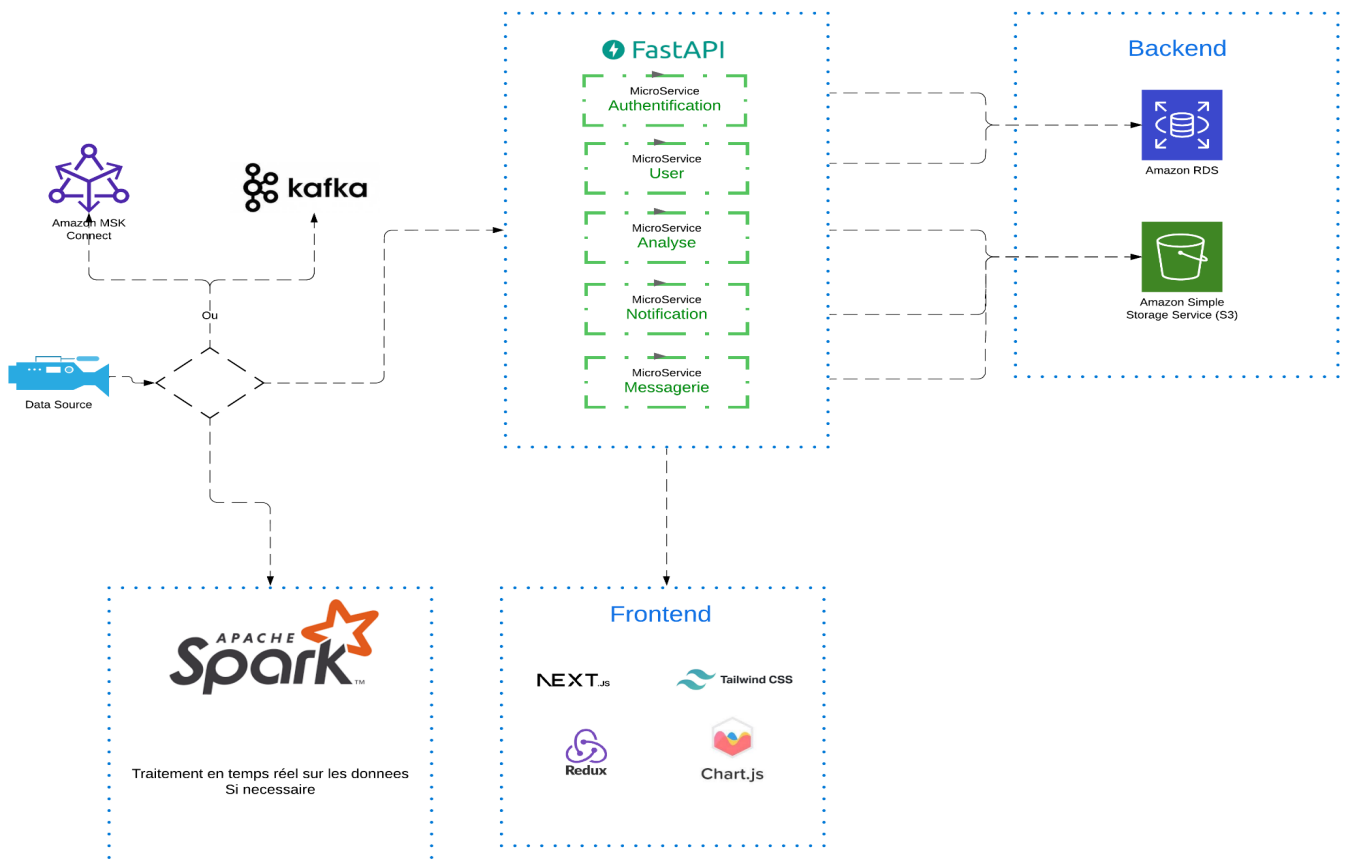 FastAPI
MicroService
Authentification
MicroService
User
MicroService
Analyse
MicroService
Notification
MicroService
Messagerie
Backend
Amazon RDS
Amazon Simple
Storage Service (S3)
Amazon MSK
Connect
kafka
Ou
Data Source
APACHE
Spark™
Traitement en temps réel sur les donnees
Si necessaire
Frontend
NEXT.JS
Tailwind CSS
Redux
Chart.js